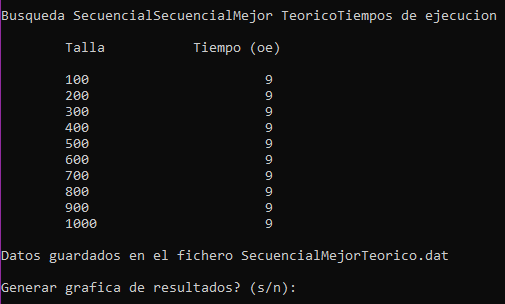 Busqueda SecuencialSecuencialMejor TeoricoTiempos de ejecucion
Talla Tiempo (oe)
100 9
200 9
300 9
400 9
500 9
600 9
700 9
800 9
900 9
1000 9
Datos guardados en el fichero SecuencialMejorTeorico.dat
Generar grafica de resultados? (s/n):